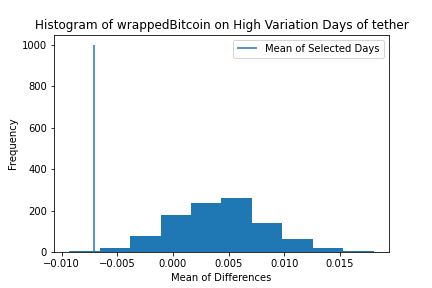 Histogram of wrappedBitcoin on High Variation Days of tether
Mean of Selected Days
Frequency
1000
800
600
400
200
0
−0.010 −0.005 0.000 0.005 0.010 0.015
Mean of Differences